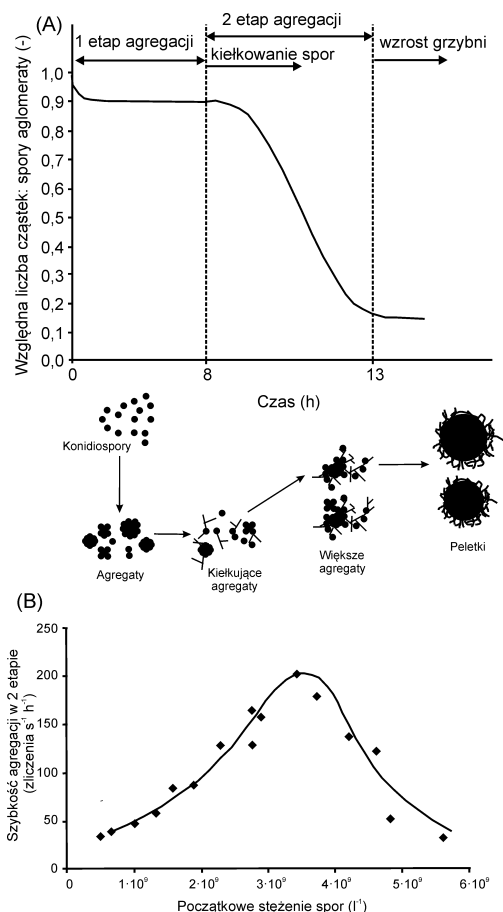 (A)
1 etap agregacji
2 etap agregacji
kiełkowanie spor
wzrost grzybni
Względna liczba cząstek: spory aglomeraty (-)
1,0
0,9
0,9
0,7
0,6
0,5
0,4
0,3
0,2
0,1
0,0
0
8
13
Czas (h)
Konidiospory
Agregaty
Kiełkujące
agregaty
Większe
agregaty
Peletki
(B)
Szybkość agregacji w 2 etapie
(zliczenia s⁻¹ h⁻¹)
250
200
150
100
50
0
0
1·10⁹
2·10⁹
3·10⁹
4·10⁹
5·10⁹
6·10⁹
Początkowe stężenie spor (l⁻¹)